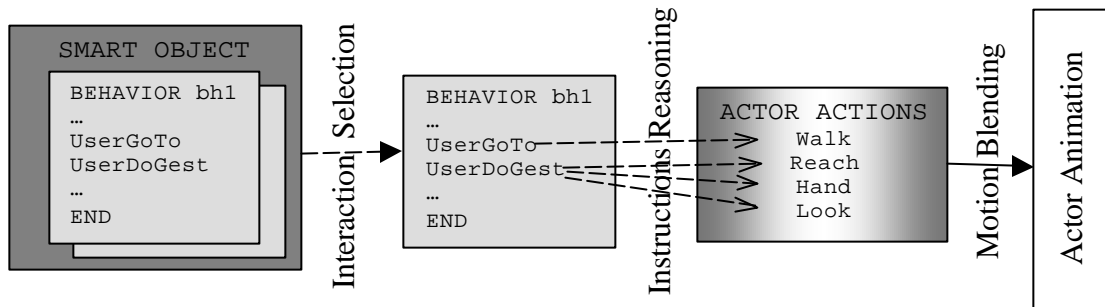 SMART OBJECT
BEHAVIOR bh1
…
UserGoTo
UserDoGest
…
END
Interaction Selection
BEHAVIOR bh1
…
UserGoTo
UserDoGest
…
END
Instructions Reasoning
ACTOR ACTIONS
Walk
Reach
Hand
Look
Motion Blending
Actor Animation